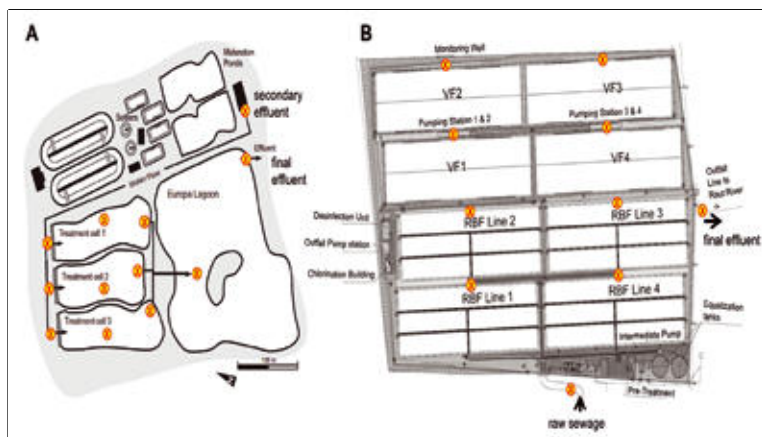 A
Maturation
Ponds
secondary
effluent
Effluent
final
effluent
Europa Lagoon
Treatment cell 1
Treatment cell 2
Treatment cell 3
B
Monitoring Well
VF2
VF3
Pumping Station 1 & 2
Pumping Station 3 & 4
VF1
VF4
Outfall
Line to
RBF Line 2
RBF Line 3
final effluent
Desinfection Unit
Outfall Pump station
Chlorination Building
RBF Line 1
RBF Line 4
Equalization
tanks
Intermediate Pump
Pre-Treatment
raw sewage